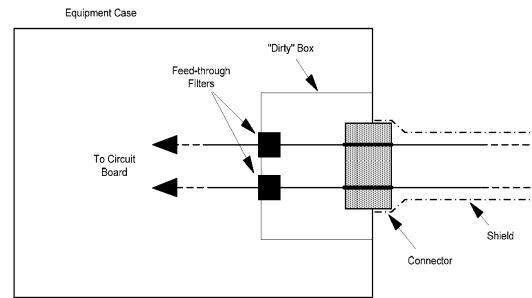 Equipment Case
"Dirty" Box
Feed-through
Filters
To Circuit
Board
Shield
Connector